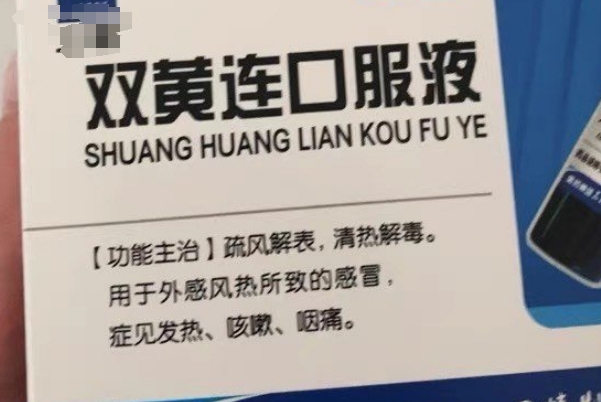 双黄连口服液
SHUANG HUANG LIAN KOU FU YE
【功能主治】疏风解表,清热解毒。
用于外感风热所致的感冒,
症见发热、咳嗽、咽痛。